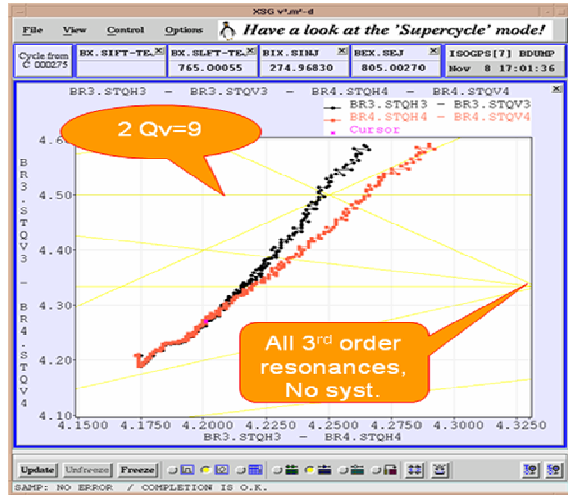 XSG v*.m*-d
File View Control Options Have a look at the 'Supercycle' mode!
Cycle from
C 000275
BX.SIFT-TE. BX.SLFT-TE. BIX.SINJ BEX.SEJ ISOGPS[7] BDUMP
765.00055 274.96830 805.00270 Nov 8 17:01:36
BR3.STQH3 - BR3.STQV3 - BR4.STQH4 - BR4.STQV4
BR3.STQH3 - BR3.STQV3
BR4.STQH4 - BR4.STQV4
Cursor
2 Qv=9
4.6
4.50
4.40
4.30
4.20
4.10
BR3.STQV3 - BR4.STQV4
All 3rd order
resonances,
No syst.
4.1500 4.1750 4.2000 4.2250 4.2500 4.2750 4.3000 4.3250
BR3.STQH3 - BR4.STQH4
Update Unfreeze Freeze
SAMP: NO ERROR / COMPLETION IS O.K.